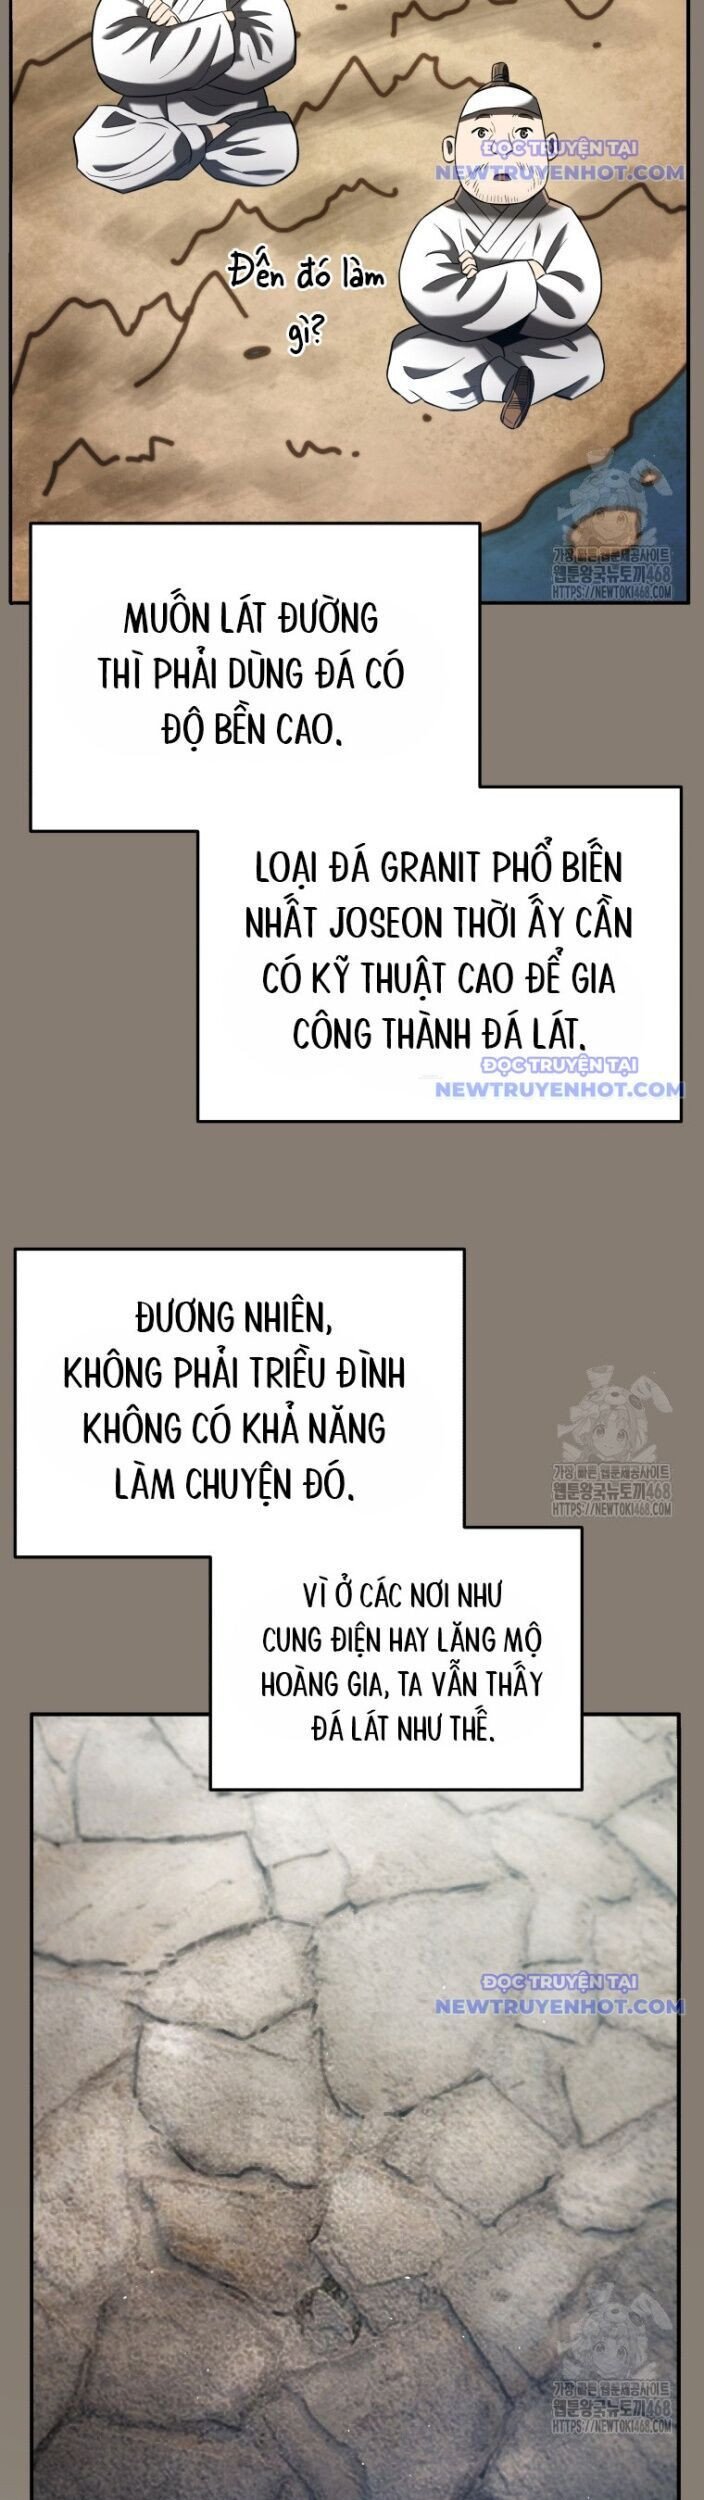 ĐỌC TRUYỆN TẠI
NEWTRUYENHOT.COM
Đến đó làm
gì?
가장 빠른 웹툰제공사이트
웹툰왕국뉴토끼468
HTTPS://NEWTOKI468.COM
MUỐN LÁT ĐƯỜNG
THÌ PHẢI DÙNG ĐÁ CÓ
ĐỘ BỀN CAO.
LOẠI ĐÁ GRANIT PHỔ BIẾN
NHẤT JOSEON THỜI ẤY CẦN
CÓ KỸ THUẬT CAO ĐỂ GIA
CÔNG THÀNH ĐÁ LÁT.
ĐỌC TRUYỆN TẠI
NEWTRUYENHOT.COM
ĐƯƠNG NHIÊN,
KHÔNG PHẢI TRIỀU ĐÌNH
KHÔNG CÓ KHẢ NĂNG
LÀM CHUYỆN ĐÓ.
가장 빠른 웹툰제공사이트
웹툰왕국뉴토끼468
HTTPS://NEWTOKI468.COM
VÌ Ở CÁC NƠI NHƯ
CUNG ĐIỆN HAY LĂNG MỘ
HOÀNG GIA, TA VẪN THẤY
ĐÁ LÁT NHƯ THẾ.
ĐỌC TRUYỆN TẠI
NEWTRUYENHOT.COM
가장 빠른 웹툰제공사이트
웹툰왕국뉴토끼468
HTTPS://NEWTOKI468.COM